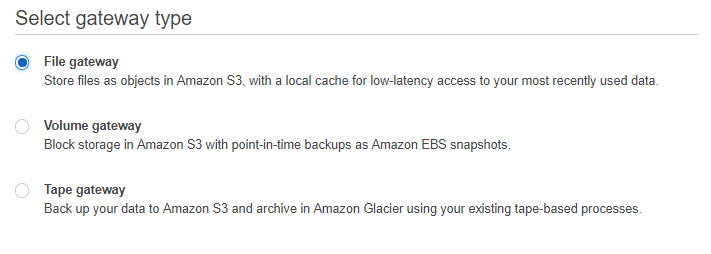 Select gateway type
File gateway
Store files as objects in Amazon S3, with a local cache for low-latency access to your most recently used data.
Volume gateway
Block storage in Amazon S3 with point-in-time backups as Amazon EBS snapshots.
Tape gateway
Back up your data to Amazon S3 and archive in Amazon Glacier using your existing tape-based processes.